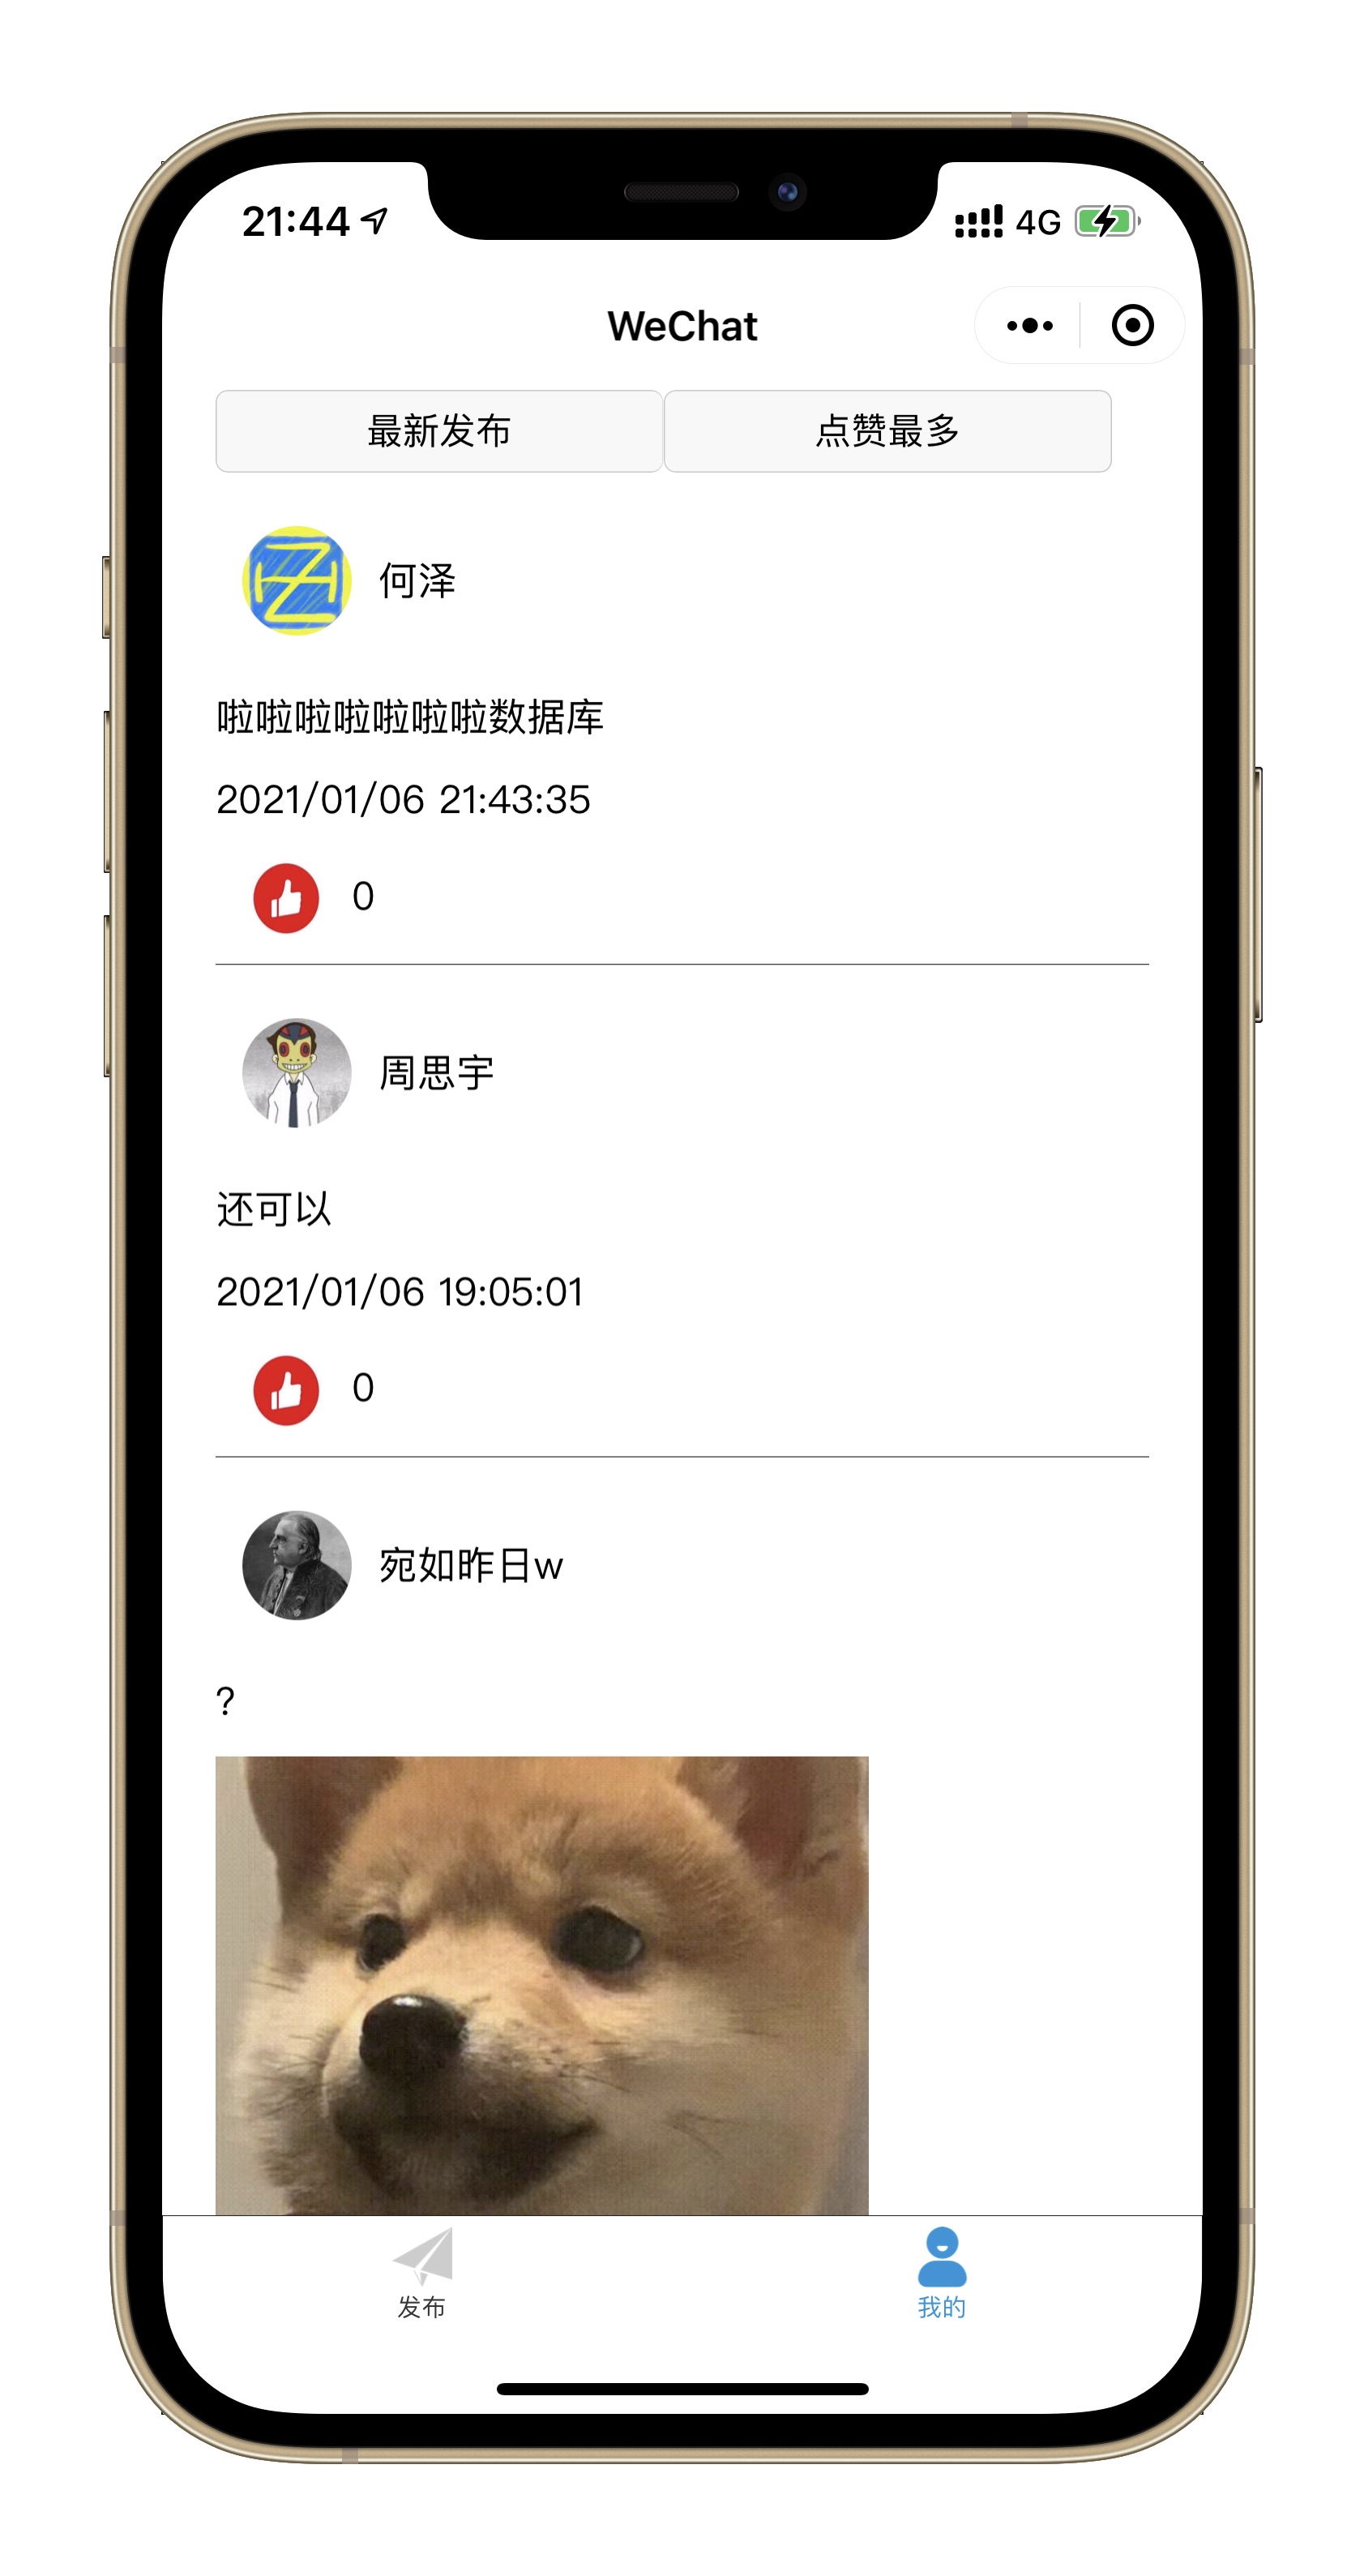 21:44
4G
WeChat
最新发布
点赞最多
何泽
啦啦啦啦啦啦啦数据库
2021/01/06 21:43:35
0
周思宇
还可以
2021/01/06 19:05:01
0
宛如昨日w
?
发布
我的